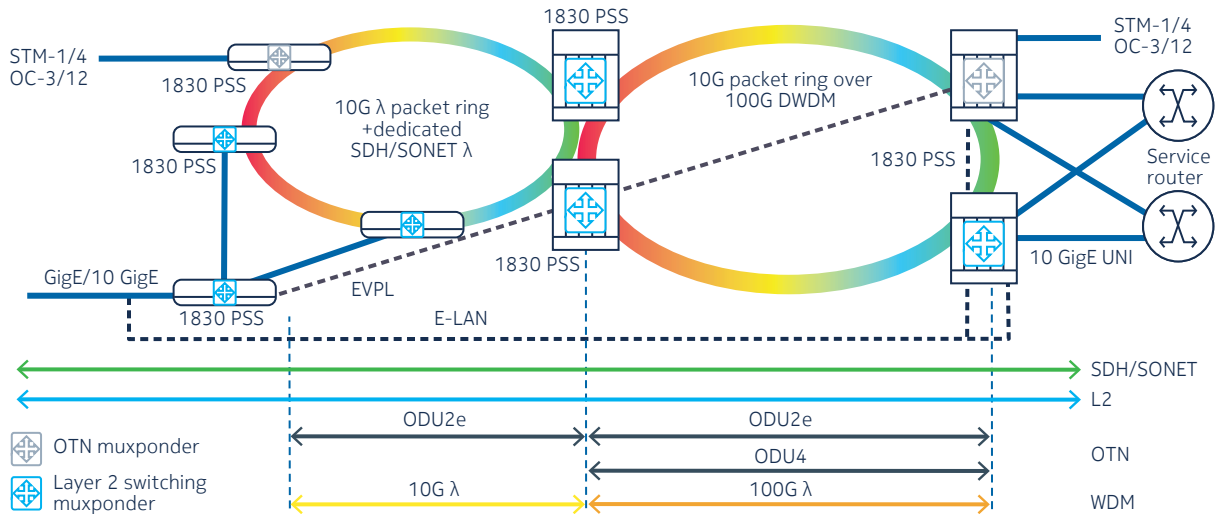 1830 PSS
STM-1/4
OC-3/12
1830 PSS
10G λ packet ring
+dedicated
SDH/SONET λ
10G packet ring over
100G DWDM
STM-1/4
OC-3/12
1830 PSS
1830 PSS
Service
router
GigE/10 GigE
1830 PSS
EVPL
1830 PSS
10 GigE UNI
E-LAN
SDH/SONET
L2
ODU2e
ODU2e
OTN muxponder
ODU4
OTN
Layer 2 switching
muxponder
10G λ
100G λ
WDM